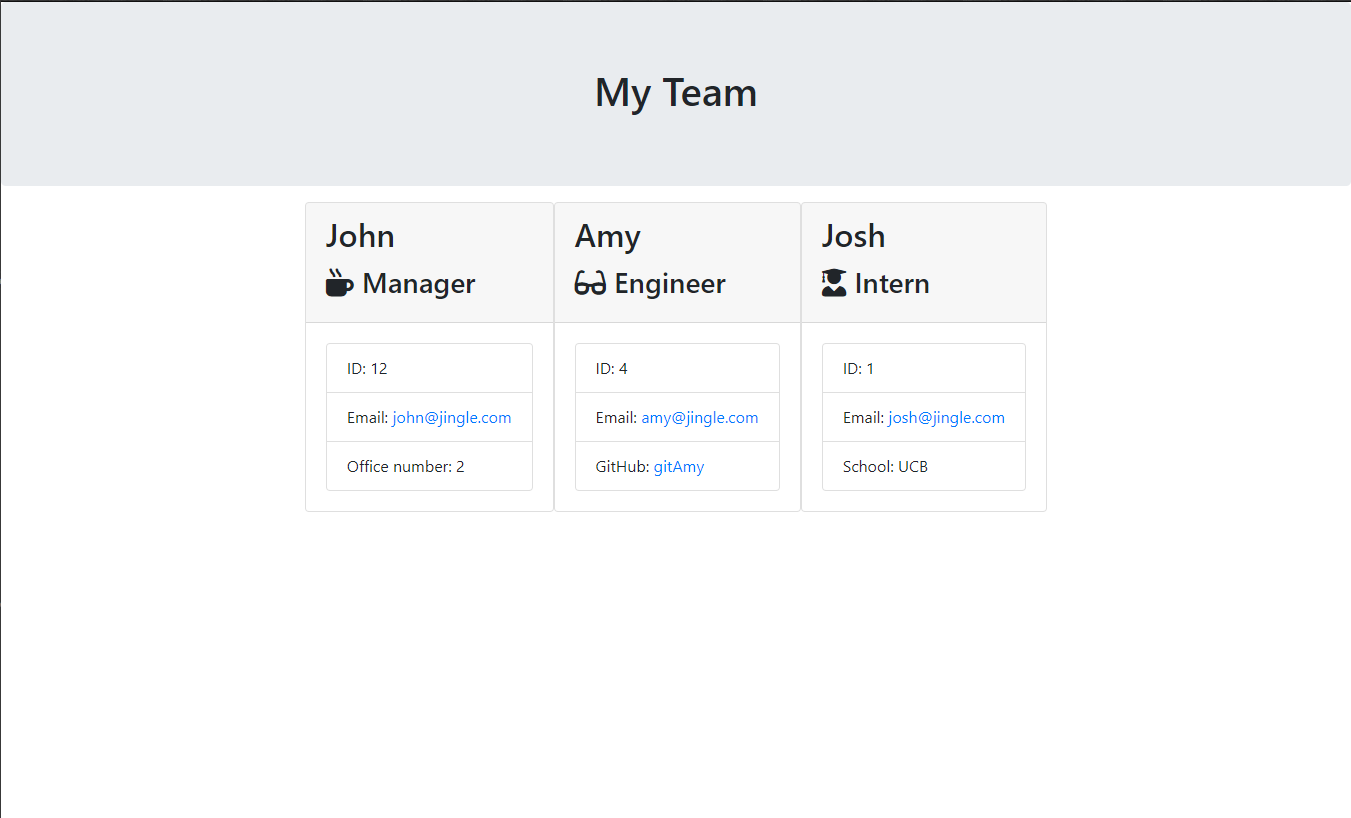 My Team
John
Manager
ID: 12
Email: john@jingle.com
Office number: 2
Amy
Engineer
ID: 4
Email: amy@jingle.com
GitHub: gitAmy
Josh
Intern
ID: 1
Email: josh@jingle.com
School: UCB